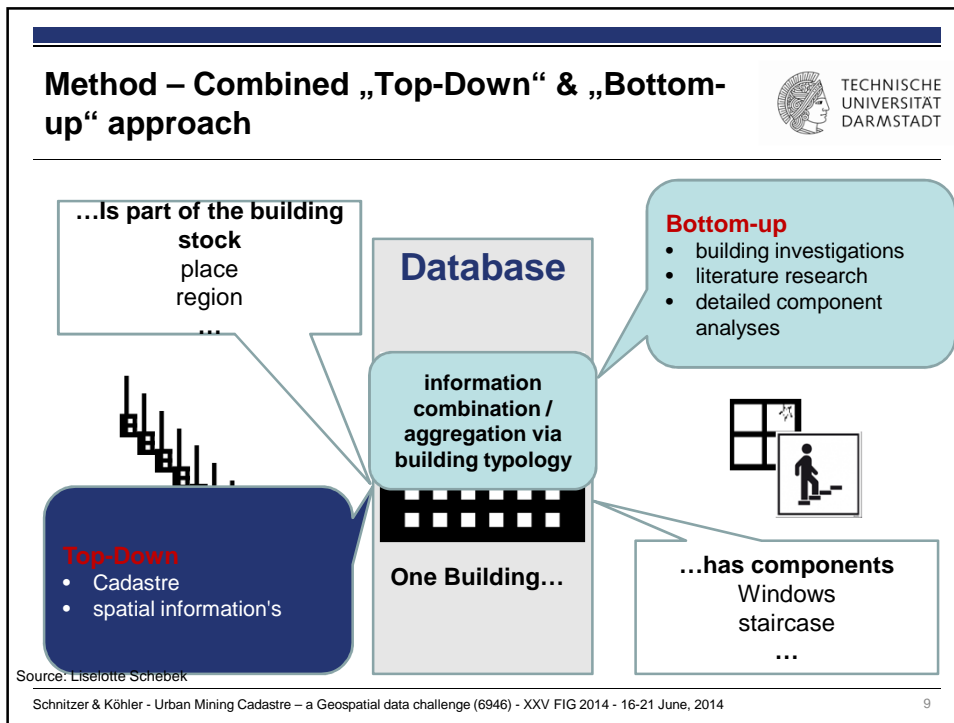 Method – Combined „Top-Down“ & „Bottom-
up“ approach
TECHNISCHE
UNIVERSITÄT
DARMSTADT
…Is part of the building
stock
place
region
…
Database
Bottom-up
• building investigations
• literature research
• detailed component
analyses
information
combination /
aggregation via
building typology
Top-Down
• Cadastre
• spatial information's
One Building…
…has components
Windows
staircase
…
Source: Liselotte Schebek
Schnitzer & Köhler - Urban Mining Cadastre – a Geospatial data challenge (6946) - XXV FIG 2014 - 16-21 June, 2014
9